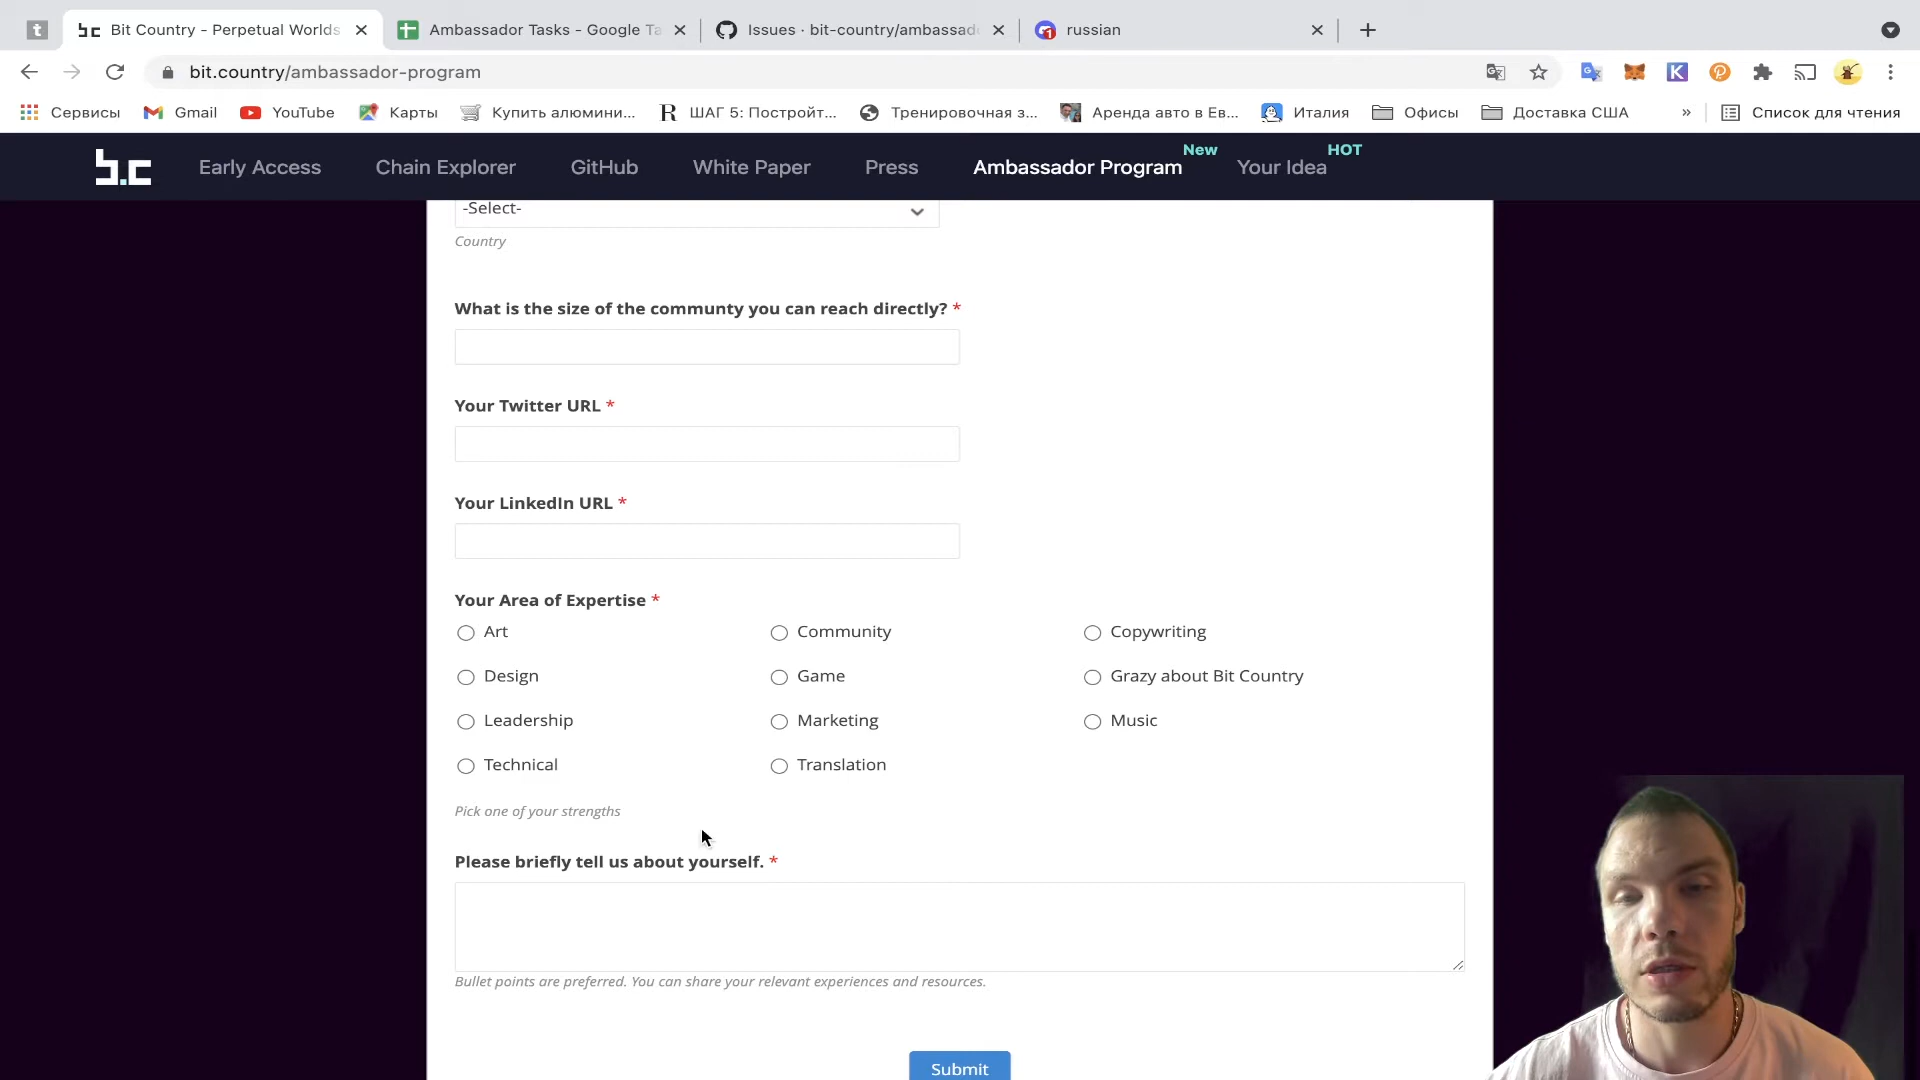 Bit Country - Perpetual Worlds
Ambassador Tasks - Google Ta
Issues · bit-country/ambassad
russian
bit.country/ambassador-program
Сервисы
Gmail
YouTube
Карты
Купить алюмини...
ШАГ 5: Постройт...
Тренировочная з...
Аренда авто в Ев...
Италия
Офисы
Доставка США
»
Список для чтения
Early Access
Chain Explorer
GitHub
White Paper
Press
Ambassador Program
New
Your Idea
HOT
-Select-
Country
What is the size of the communty you can reach directly? *
Your Twitter URL *
Your LinkedIn URL *
Your Area of Expertise *
Art
Community
Copywriting
Design
Game
Grazy about Bit Country
Leadership
Marketing
Music
Technical
Translation
Pick one of your strengths
Please briefly tell us about yourself. *
Bullet points are preferred. You can share your relevant experiences and resources.
Submit